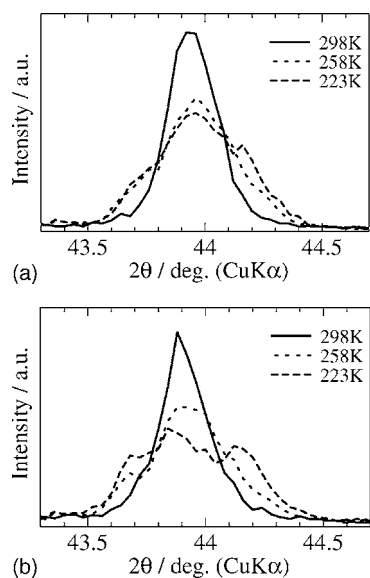 298K
258K
223K
Intensity / a.u.
43.5
44
44.5
(a)
2θ / deg. (CuKα)
298K
258K
223K
Intensity / a.u.
43.5
44
44.5
(b)
2θ / deg. (CuKα)